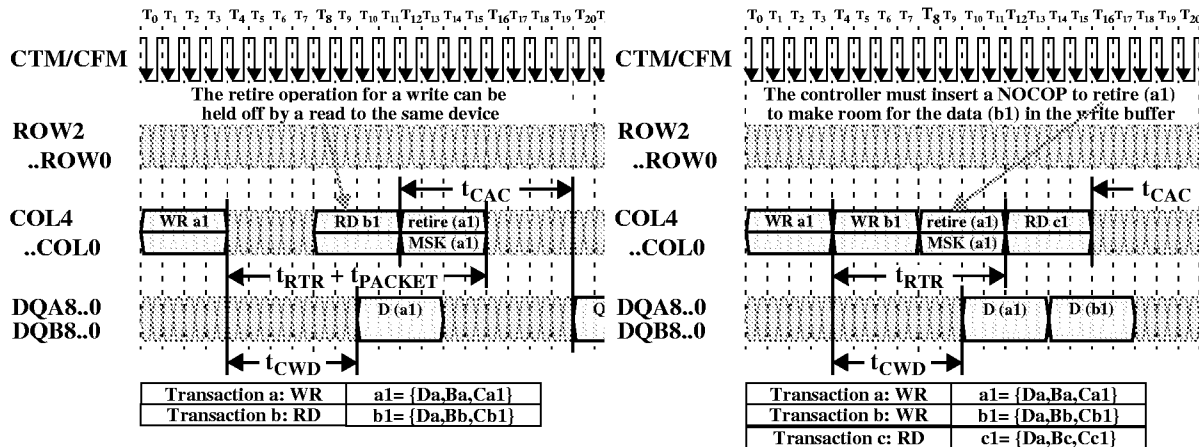 T0 T1 T2 T3 T4 T5 T6 T7 T8 T9 T10 T11 T12 T13 T14 T15 T16 T17 T18 T19 T20 T
CTM/CFM
The retire operation for a write can be
held off by a read to the same device
ROW2
..ROW0
tCAC
COL4
..COL0
WR a1
RD b1
retire (a1)
MSK (a1)
tRTR + tPACKET
DQA8..0
DQB8..0
D (a1)
Q
tCWD
Transaction a: WR a1= {Da,Ba,Ca1}
Transaction b: RD b1= {Da,Bb,Cb1}
T0 T1 T2 T3 T4 T5 T6 T7 T8 T9 T10 T11 T12 T13 T14 T15 T16 T17 T18 T19 T20
CTM/CFM
The controller must insert a NOCOP to retire (a1)
to make room for the data (b1) in the write buffer
ROW2
..ROW0
tCAC
COL4
..COL0
WR a1
WR b1
retire (a1)
MSK (a1)
RD c1
tRTR
DQA8..0
DQB8..0
D (a1)
D (b1)
tCWD
Transaction a: WR a1= {Da,Ba,Ca1}
Transaction b: WR b1= {Da,Bb,Cb1}
Transaction c: RD c1= {Da,Bc,Cc1}